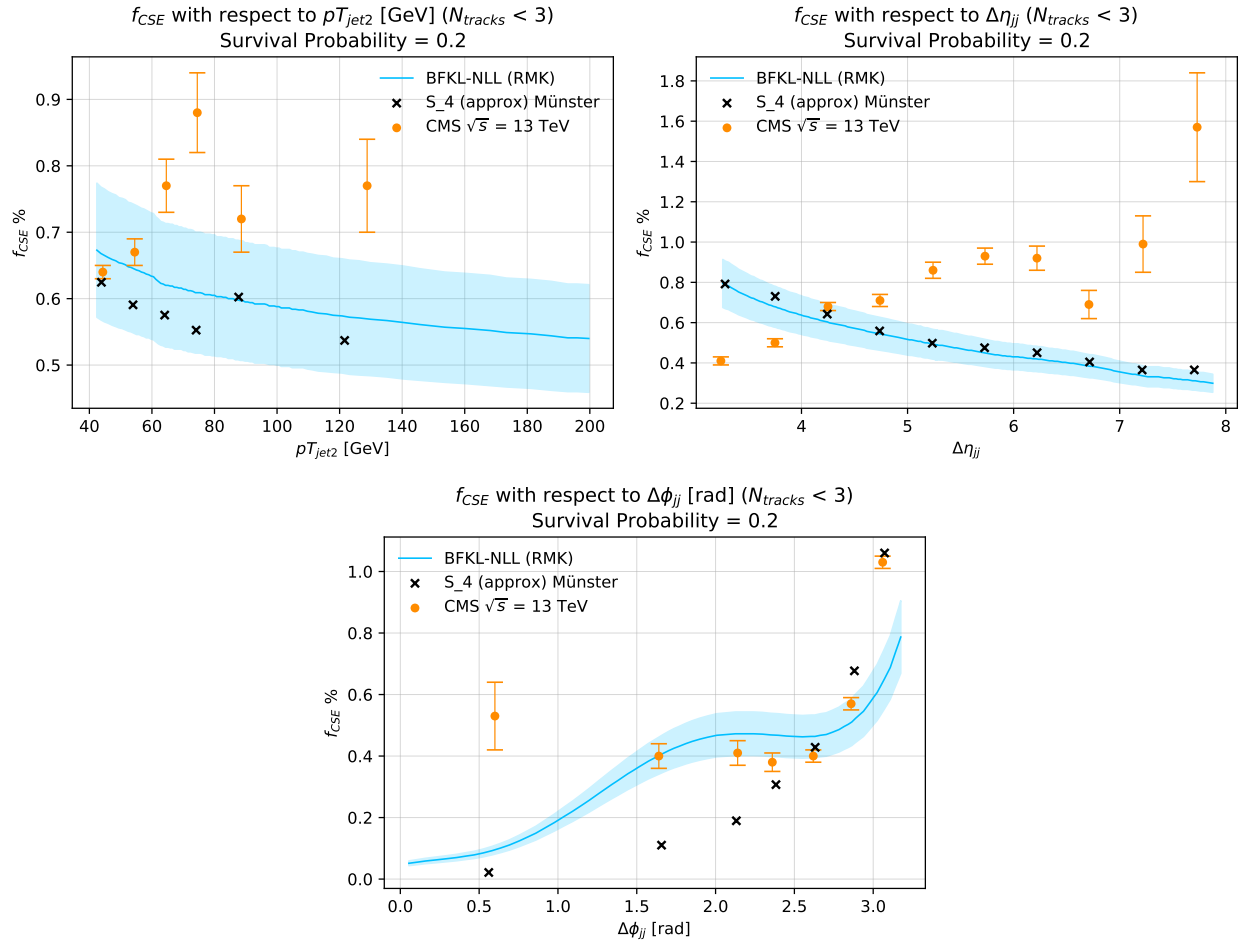 f_CSE with respect to pT_jet2 [GeV] (N_tracks < 3)
Survival Probability = 0.2
BFKL-NLL (RMK)
S_4 (approx) Münster
CMS √s = 13 TeV
f_CSE %
0.9
0.8
0.7
0.6
0.5
40 60 80 100 120 140 160 180 200
pT_jet2 [GeV]
f_CSE with respect to Δη_jj (N_tracks < 3)
Survival Probability = 0.2
BFKL-NLL (RMK)
S_4 (approx) Münster
CMS √s = 13 TeV
f_CSE %
1.8
1.6
1.4
1.2
1.0
0.8
0.6
0.4
0.2
4 5 6 7 8
Δη_jj
f_CSE with respect to Δϕ_jj [rad] (N_tracks < 3)
Survival Probability = 0.2
BFKL-NLL (RMK)
S_4 (approx) Münster
CMS √s = 13 TeV
f_CSE %
1.0
0.8
0.6
0.4
0.2
0.0
0.0 0.5 1.0 1.5 2.0 2.5 3.0
Δϕ_jj [rad]